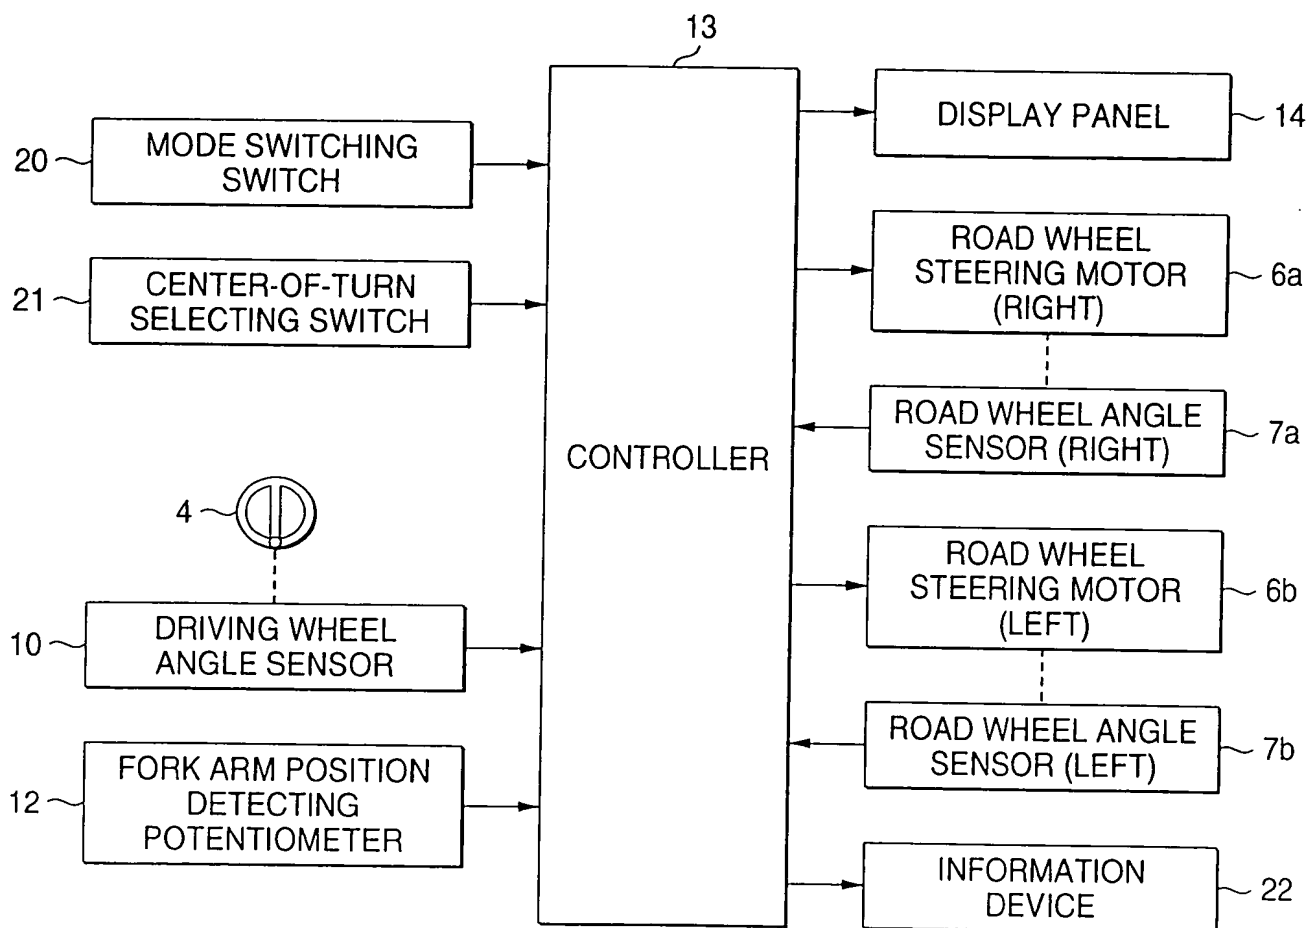 13
20
MODE SWITCHING
SWITCH
21
CENTER-OF-TURN
SELECTING SWITCH
4
10
DRIVING WHEEL
ANGLE SENSOR
12
FORK ARM POSITION
DETECTING
POTENTIOMETER
CONTROLLER
DISPLAY PANEL
14
ROAD WHEEL
STEERING MOTOR
(RIGHT)
6a
ROAD WHEEL ANGLE
SENSOR (RIGHT)
7a
ROAD WHEEL
STEERING MOTOR
(LEFT)
6b
ROAD WHEEL ANGLE
SENSOR (LEFT)
7b
INFORMATION
DEVICE
22